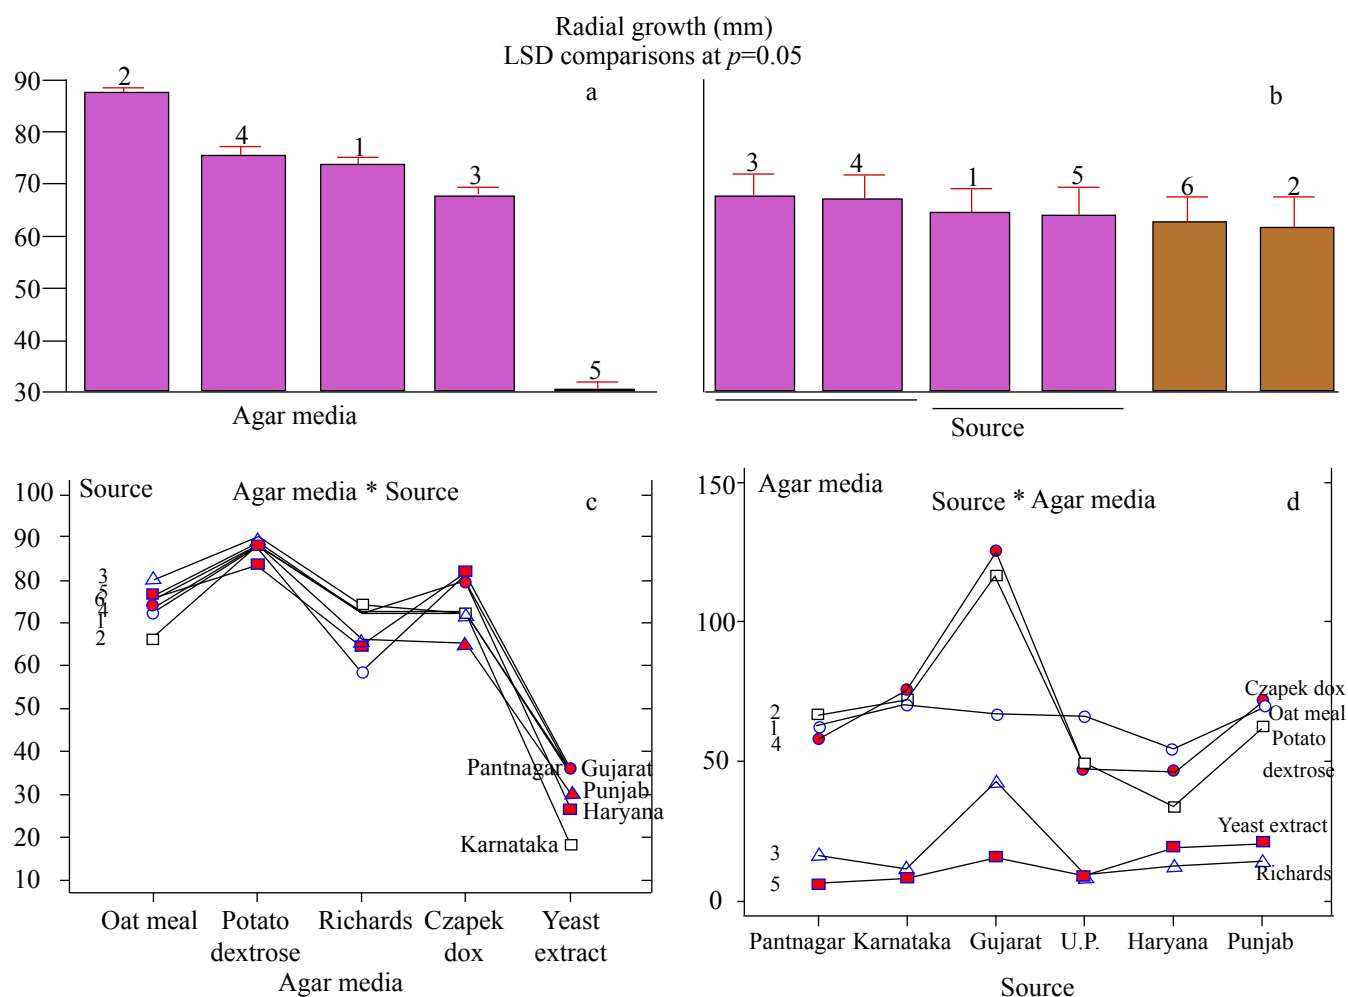 Radial growth (mm)
LSD comparisons at p=0.05
90
80
70
60
50
40
30
2
4
1
3
5
a
Agar media
3
4
1
5
6
2
b
Source
100
90
80
70
60
50
40
30
20
10
Source
Agar media * Source
c
3
5
6
4
1
2
Pantnagar
Gujarat
Punjab
Haryana
Karnataka
Oat meal
Potato
dextrose
Richards
Czapek
dox
Yeast
extract
Agar media
150
100
50
0
Agar media
Source * Agar media
d
2
1
4
3
5
Czapek dox
Oat meal
Potato
dextrose
Yeast extract
Richards
Pantnagar
Karnataka
Gujarat
U.P.
Haryana
Punjab
Source